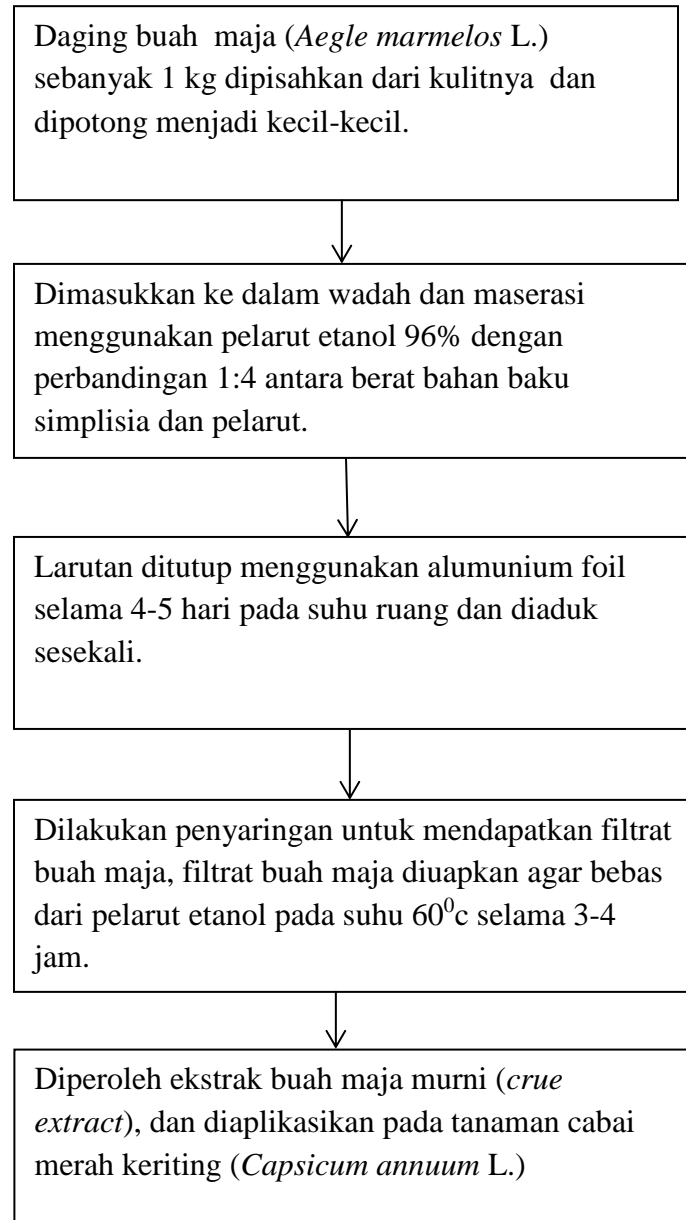 Daging buah maja (Aegle marmelos L.)
sebanyak 1 kg dipisahkan dari kulitnya dan
dipotong menjadi kecil-kecil.
Dimasukkan ke dalam wadah dan maserasi
menggunakan pelarut etanol 96% dengan
perbandingan 1:4 antara berat bahan baku
simplisia dan pelarut.
Larutan ditutup menggunakan alumunium foil
selama 4-5 hari pada suhu ruang dan diaduk
sesekali.
Dilakukan penyaringan untuk mendapatkan filtrat
buah maja, filtrat buah maja diuapkan agar bebas
dari pelarut etanol pada suhu 60⁰c selama 3-4
jam.
Diperoleh ekstrak buah maja murni (crue
extract), dan diaplikasikan pada tanaman cabai
merah keriting (Capsicum annuum L.)